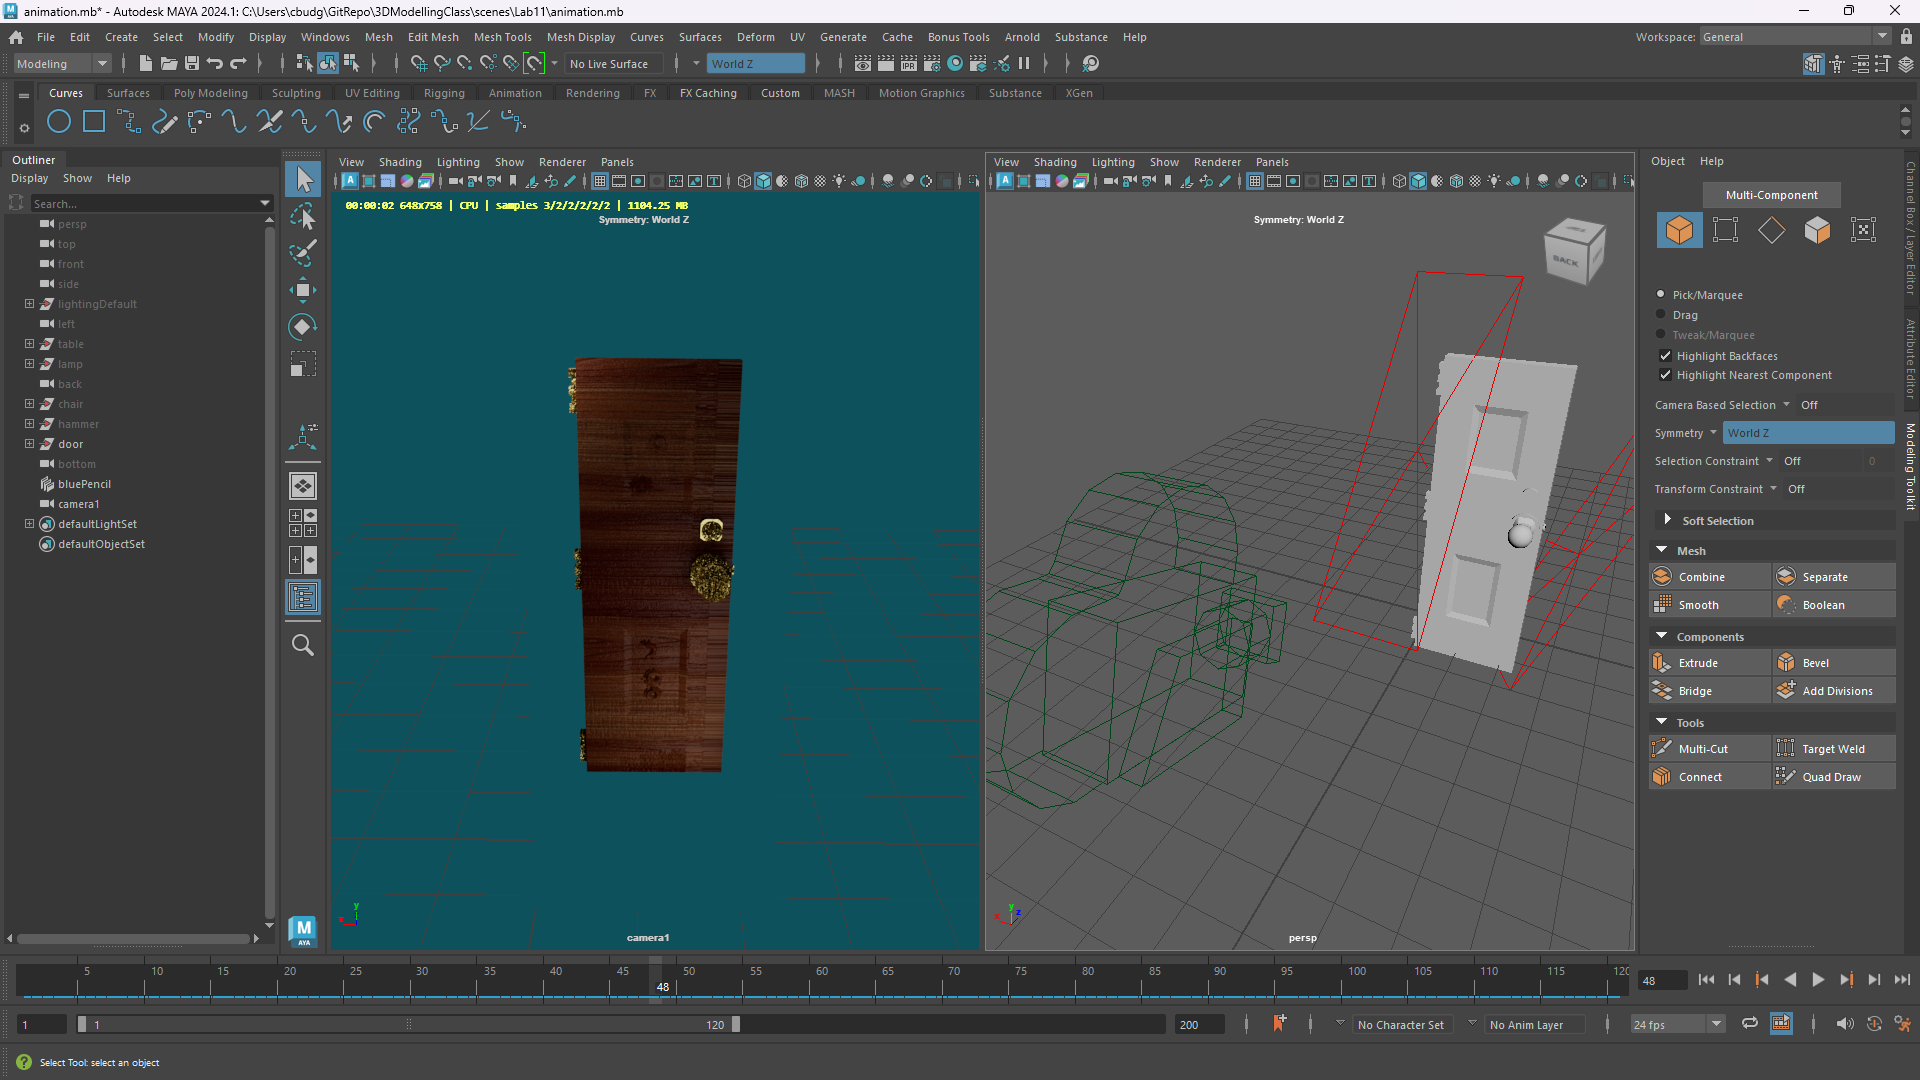 animation.mb* - Autodesk MAYA 2024.1: C:\Users\cbudg\GitRepo\3DModellingClass\scenes\Lab11\animation.mb
File Edit Create Select Modify Display Windows Mesh Edit Mesh Mesh Tools Mesh Display Curves Surfaces Deform UV Generate Cache Bonus Tools Arnold Substance Help
Workspace: General
Modeling
No Live Surface
World Z
IPR
Curves Surfaces Poly Modeling Sculpting UV Editing Rigging Animation Rendering FX FX Caching Custom MASH Motion Graphics Substance XGen
Outliner
Display Show Help
Search...
persp
top
front
side
lightingDefault
left
table
lamp
back
chair
hammer
door
bottom
bluePencil
camera1
defaultLightSet
defaultObjectSet
M
AYA
View Shading Lighting Show Renderer Panels
00:00:02 648x758 | CPU | samples 3/2/2/2/2/2 | 1104.25 MB
Symmetry: World Z
y
x
camera1
View Shading Lighting Show Renderer Panels
Symmetry: World Z
BACK
y
z
x
persp
Object Help
Multi-Component
Pick/Marquee
Drag
Tweak/Marquee
Highlight Backfaces
Highlight Nearest Component
Camera Based Selection Off
Symmetry World Z
Selection Constraint Off 0
Transform Constraint Off
Soft Selection
Mesh
Combine Separate
Smooth Boolean
Components
Extrude Bevel
Bridge Add Divisions
Tools
Multi-Cut Target Weld
Connect Quad Draw
Channel Box / Layer Editor
Attribute Editor
Modeling Toolkit
5 10 15 20 25 30 35 40 45 50 55 60 65 70 75 80 85 90 95 100 105 110 115 120
48
48
1 1 120 200
No Character Set
No Anim Layer
24 fps
Select Tool: select an object